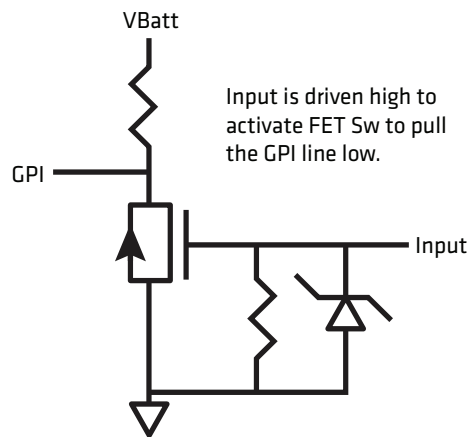 VBatt
Input is driven high to
activate FET Sw to pull
the GPI line low.
GPI
Input